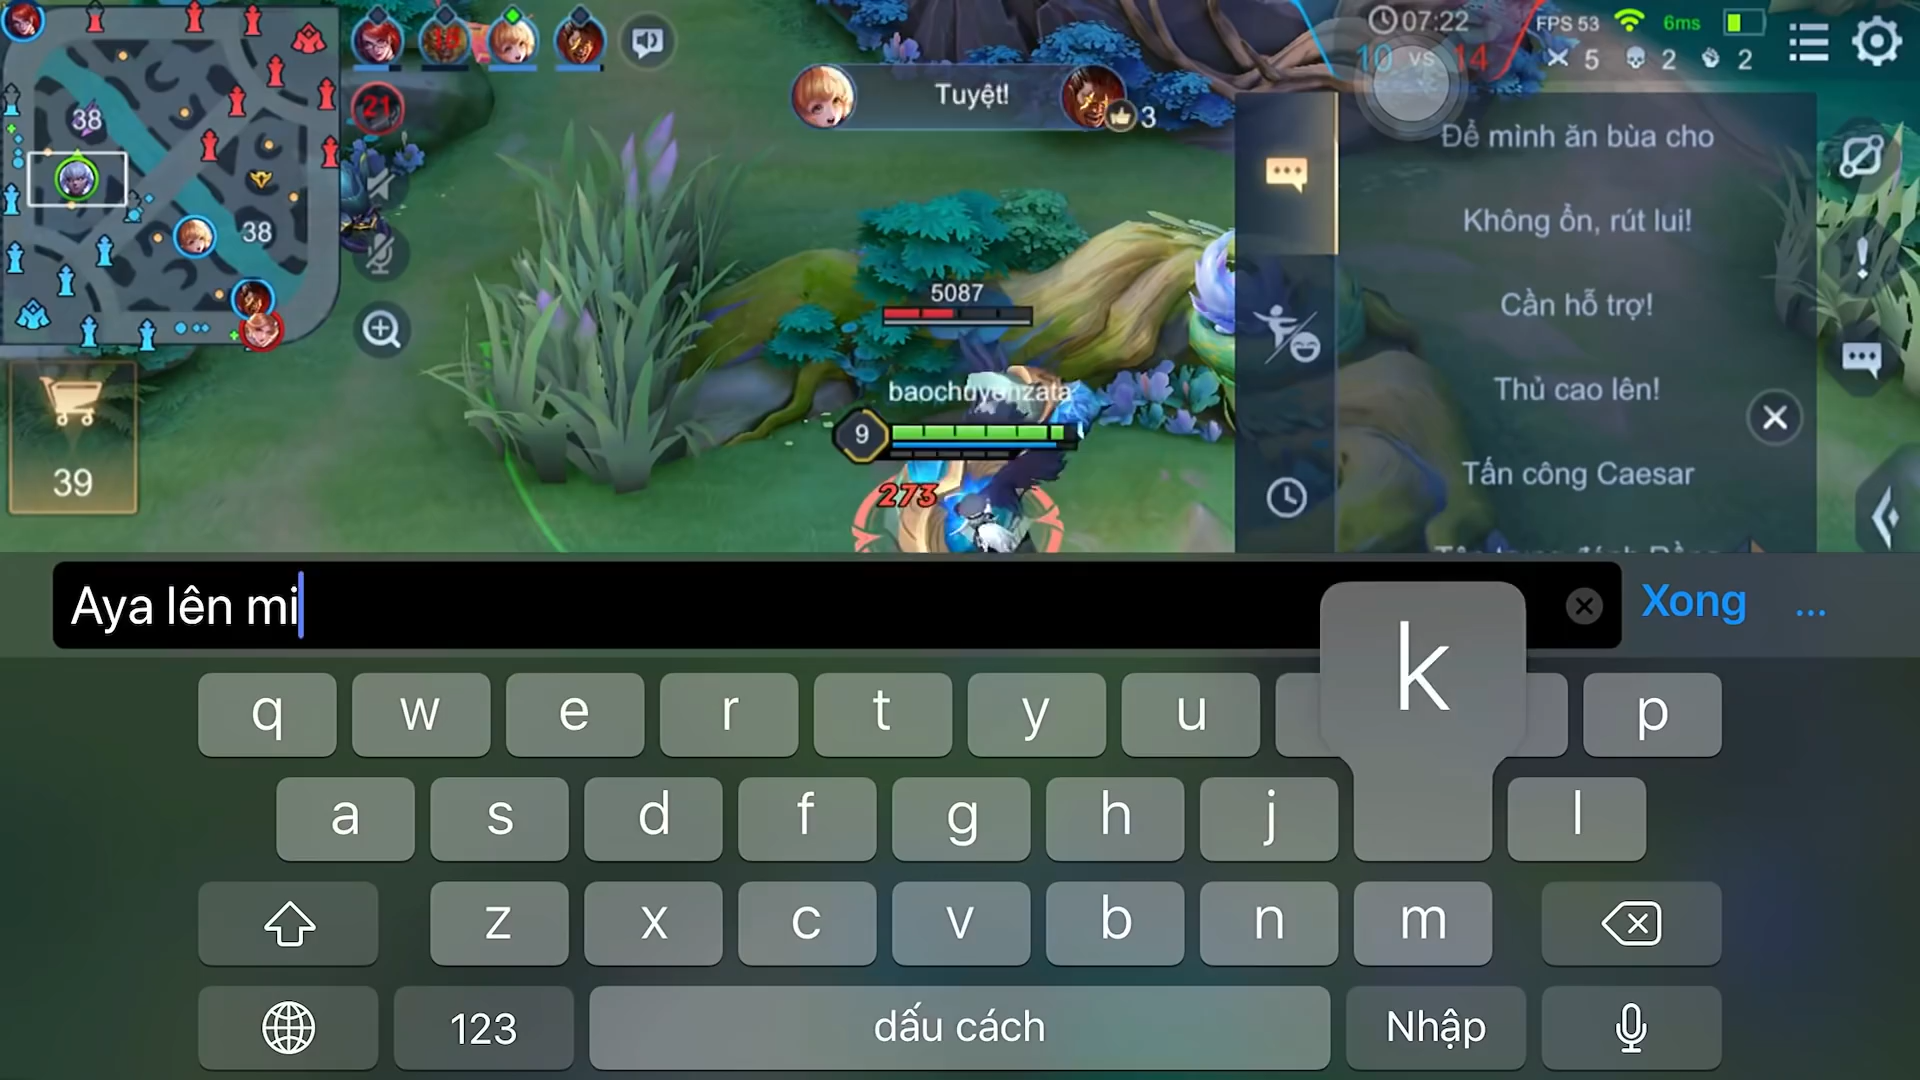 07:22
FPS 53
6ms
10 vs 14
5
2
2
15
21
Tuyệt!
3
38
38
39
5087
baochuyenzata
9
273
Để mình ăn bùa cho
Không ổn, rút lui!
Cần hỗ trợ!
Thủ cao lên!
Tấn công Caesar
Aya lên mi
Xong
...
k
q w e r t y u p
a s d f g h j l
z x c v b n m
123
dấu cách
Nhập